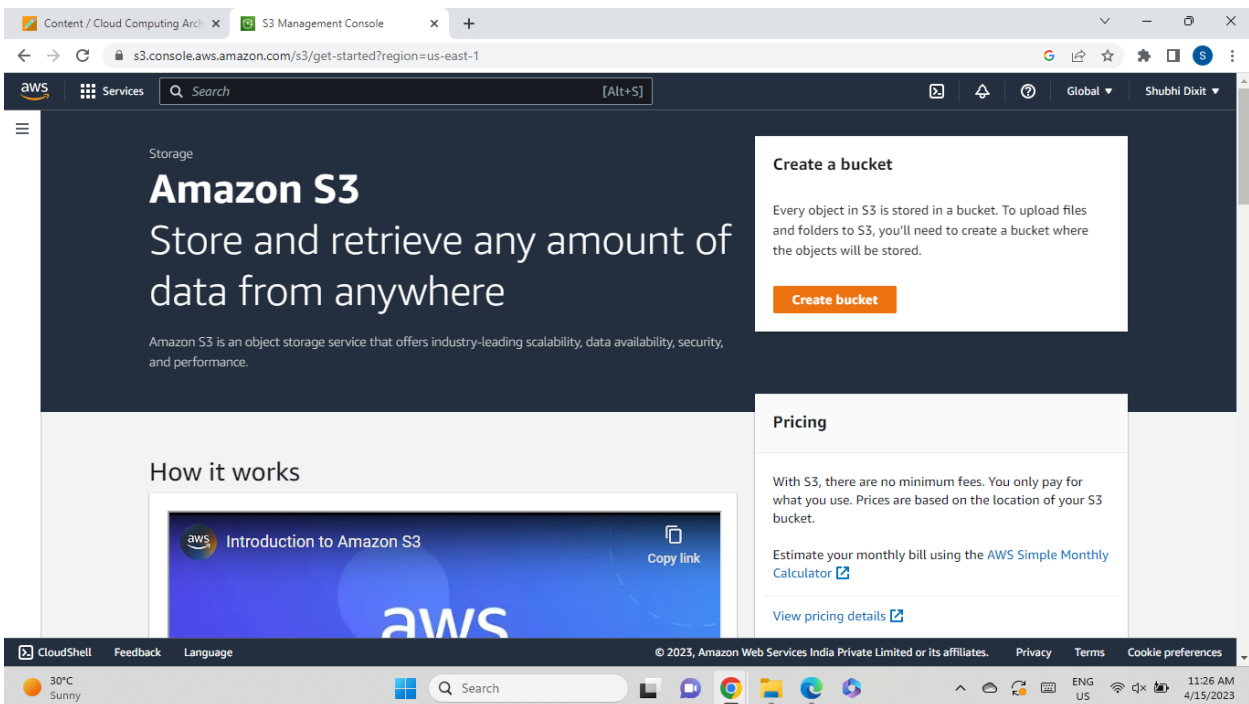 Content / Cloud Computing Arch
S3 Management Console
s3.console.aws.amazon.com/s3/get-started?region=us-east-1
G
S
aws
Services
Search
[Alt+S]
Global
Shubhi Dixit
Storage
Amazon S3
Store and retrieve any amount of
data from anywhere
Amazon S3 is an object storage service that offers industry-leading scalability, data availability, security,
and performance.
Create a bucket
Every object in S3 is stored in a bucket. To upload files
and folders to S3, you'll need to create a bucket where
the objects will be stored.
Create bucket
How it works
aws
Introduction to Amazon S3
Copy link
aws
Pricing
With S3, there are no minimum fees. You only pay for
what you use. Prices are based on the location of your S3
bucket.
Estimate your monthly bill using the AWS Simple Monthly
Calculator
View pricing details
CloudShell
Feedback
Language
© 2023, Amazon Web Services India Private Limited or its affiliates.
Privacy
Terms
Cookie preferences
30°C
Sunny
Search
ENG
US
11:26 AM
4/15/2023